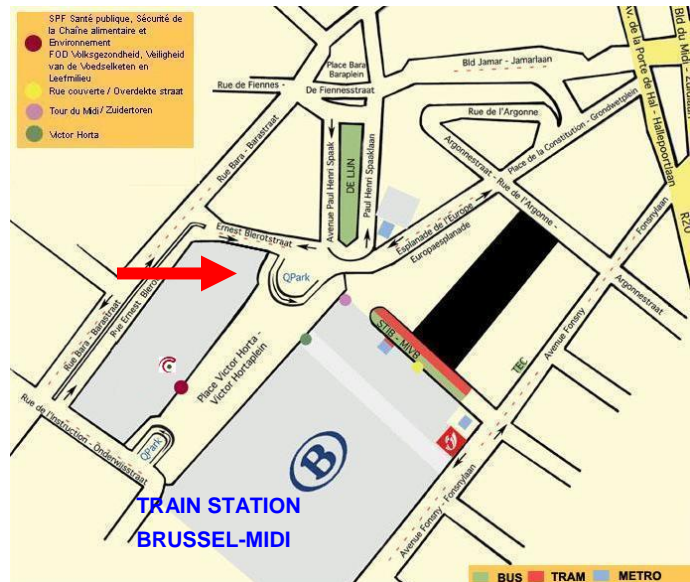 SPF Santé publique, Sécurité de
la Chaîne alimentaire et
Environnement
FOD Volksgezondheid, Veiligheid
van de Voedselketen en
Leefmilieu
Rue couverte / Overdekte straat
Tour du Midi / Zuidertoren
Victor Horta
Place Bara
Baraplein
Bld Jamar - Jamarlaan
Av. de la Porte de Hal - Hallepoortlaan
Bld du Midi - Zuid
R20
Rue de Fiennes -
De Fiennesstraat
Rue de l'Argonne
Place de la Constitution - Grondwetplein
Argonnestraat - Rue de l'Argonne -
Argonnestraat
Rue Bara - Barastraat
Avenue Paul Henri Spaak
DE LIJN
Paul Henri Spaaklaan
Ernest Blerotstraat
Esplanade de l'Europe
Europaesplanade
Fonsnylaan
Avenue Fonsny
QPark
Rue Ernest Blero
Rue Bara - Barastraat
STIB - MIVB
TEC
Place Victor Horta -
Victor Hortaplein
Rue de l'Instruction - Onderwijsstraat
QPark
B
TRAIN STATION
BRUSSEL-MIDI
Avenue Fonsny - Fonsnylaan
BUS TRAM METRO